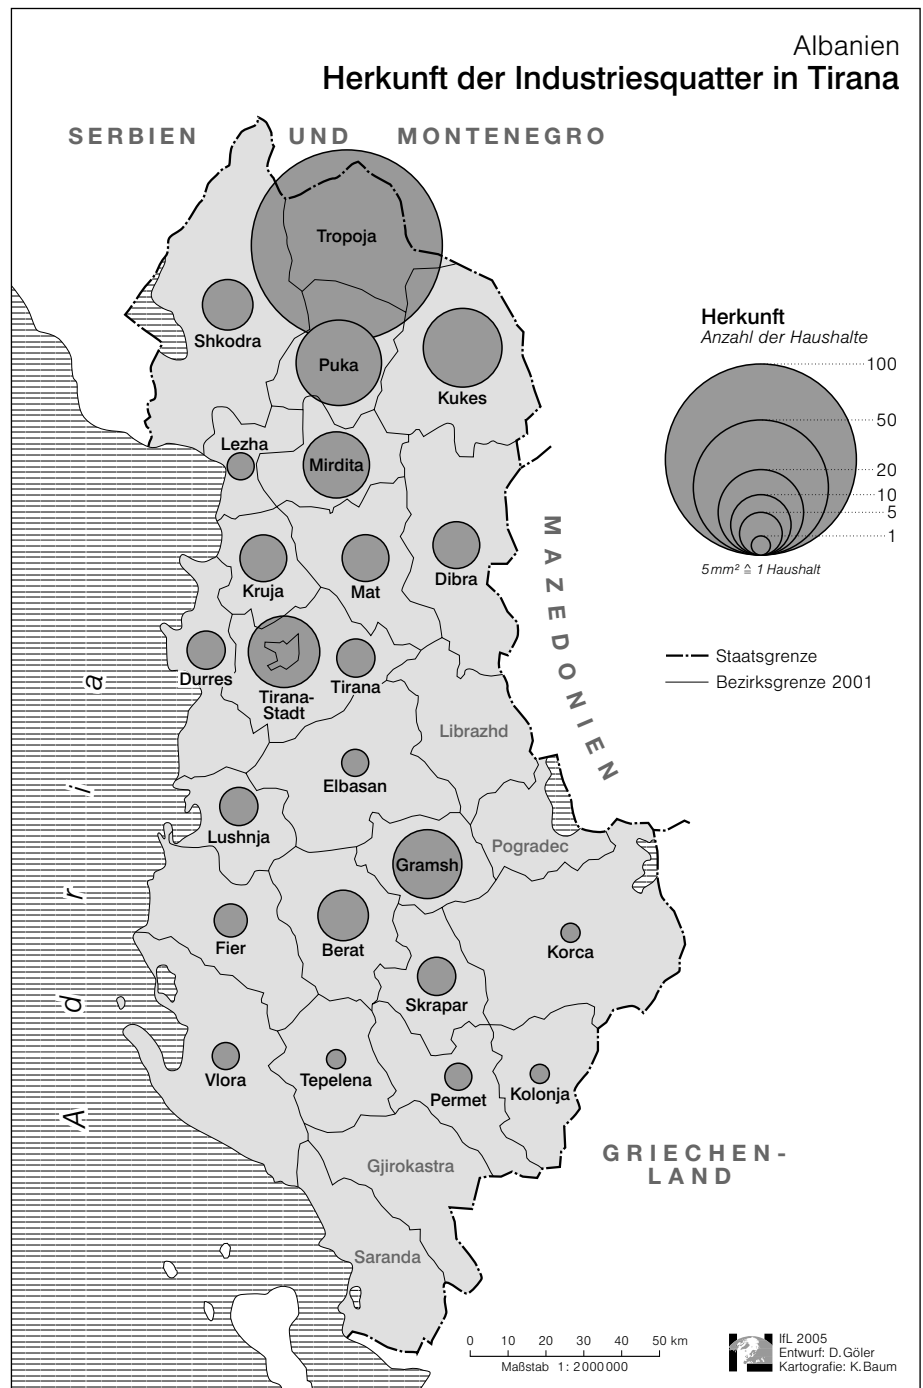 Albanien
Herkunft der Industriesquatter in Tirana
SERBIEN UND MONTENEGRO
Tropoja
Shkodra
Puka
Kukes
Herkunft
Anzahl der Haushalte
100
50
20
10
5
1
5 mm² ≙ 1 Haushalt
Lezha
Mirdita
Kruja
Mat
Dibra
MAZEDONIEN
Durres
Tirana-
Stadt
Tirana
Staatsgrenze
Bezirksgrenze 2001
Librazhd
Elbasan
Lushnja
Pogradec
Gramsh
Fier
Berat
Korca
Skrapar
Vlora
Tepelena
Permet
Kolonja
Adria
GRIECHEN-
LAND
Gjirokastra
Saranda
0 10 20 30 40 50 km
Maßstab 1:2000000
IfL 2005
Entwurf: D. Göler
Kartografie: K. Baum